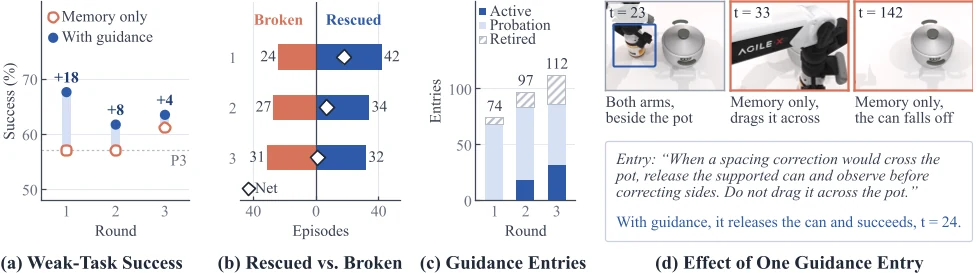 Memory only
With guidance
Success (%)
70
60
50
+18
+8
+4
P3
1
2
3
Round
(a) Weak-Task Success
Broken
Rescued
1
24
42
2
27
34
3
31
32
Net
40
0
40
Episodes
(b) Rescued vs. Broken
Active
Probation
Retired
Entries
100
50
0
74
97
112
1
2
3
Round
(c) Guidance Entries
t = 23
t = 33
t = 142
AGILE X
Both arms,
beside the pot
Memory only,
drags it across
Memory only,
the can falls off
Entry: “When a spacing correction would cross the
pot, release the supported can and observe before
correcting sides. Do not drag it across the pot.”
With guidance, it releases the can and succeeds, t = 24.
(d) Effect of One Guidance Entry